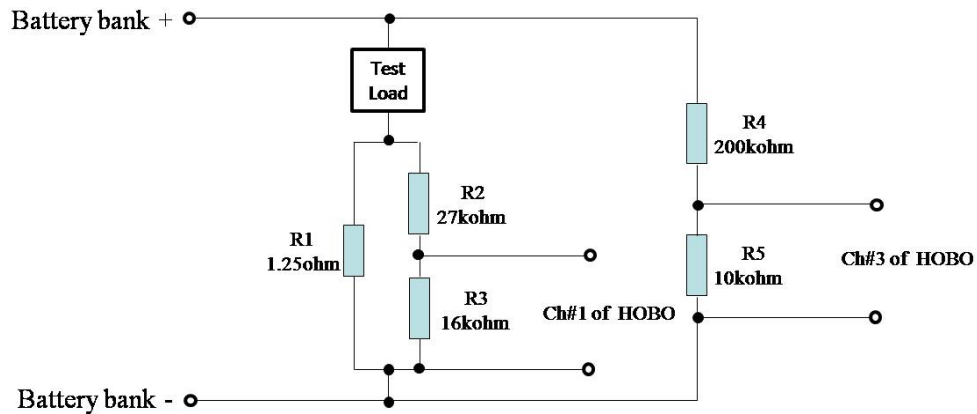 Battery bank +
Test
Load
R4
200kohm
R2
27kohm
R1
1.25ohm
R5
10kohm
Ch#3 of HOBO
R3
16kohm
Ch#1 of HOBO
Battery bank -